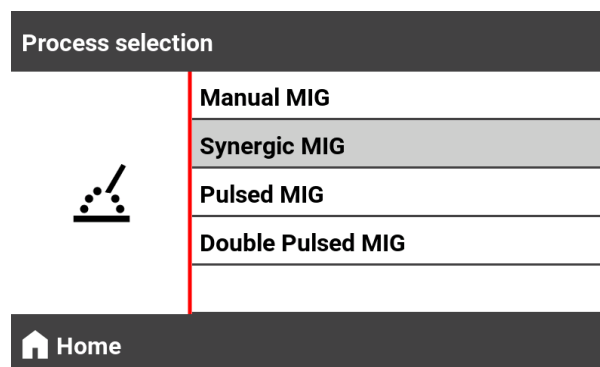 Process selection
Manual MIG
Synergic MIG
Pulsed MIG
Double Pulsed MIG
Home